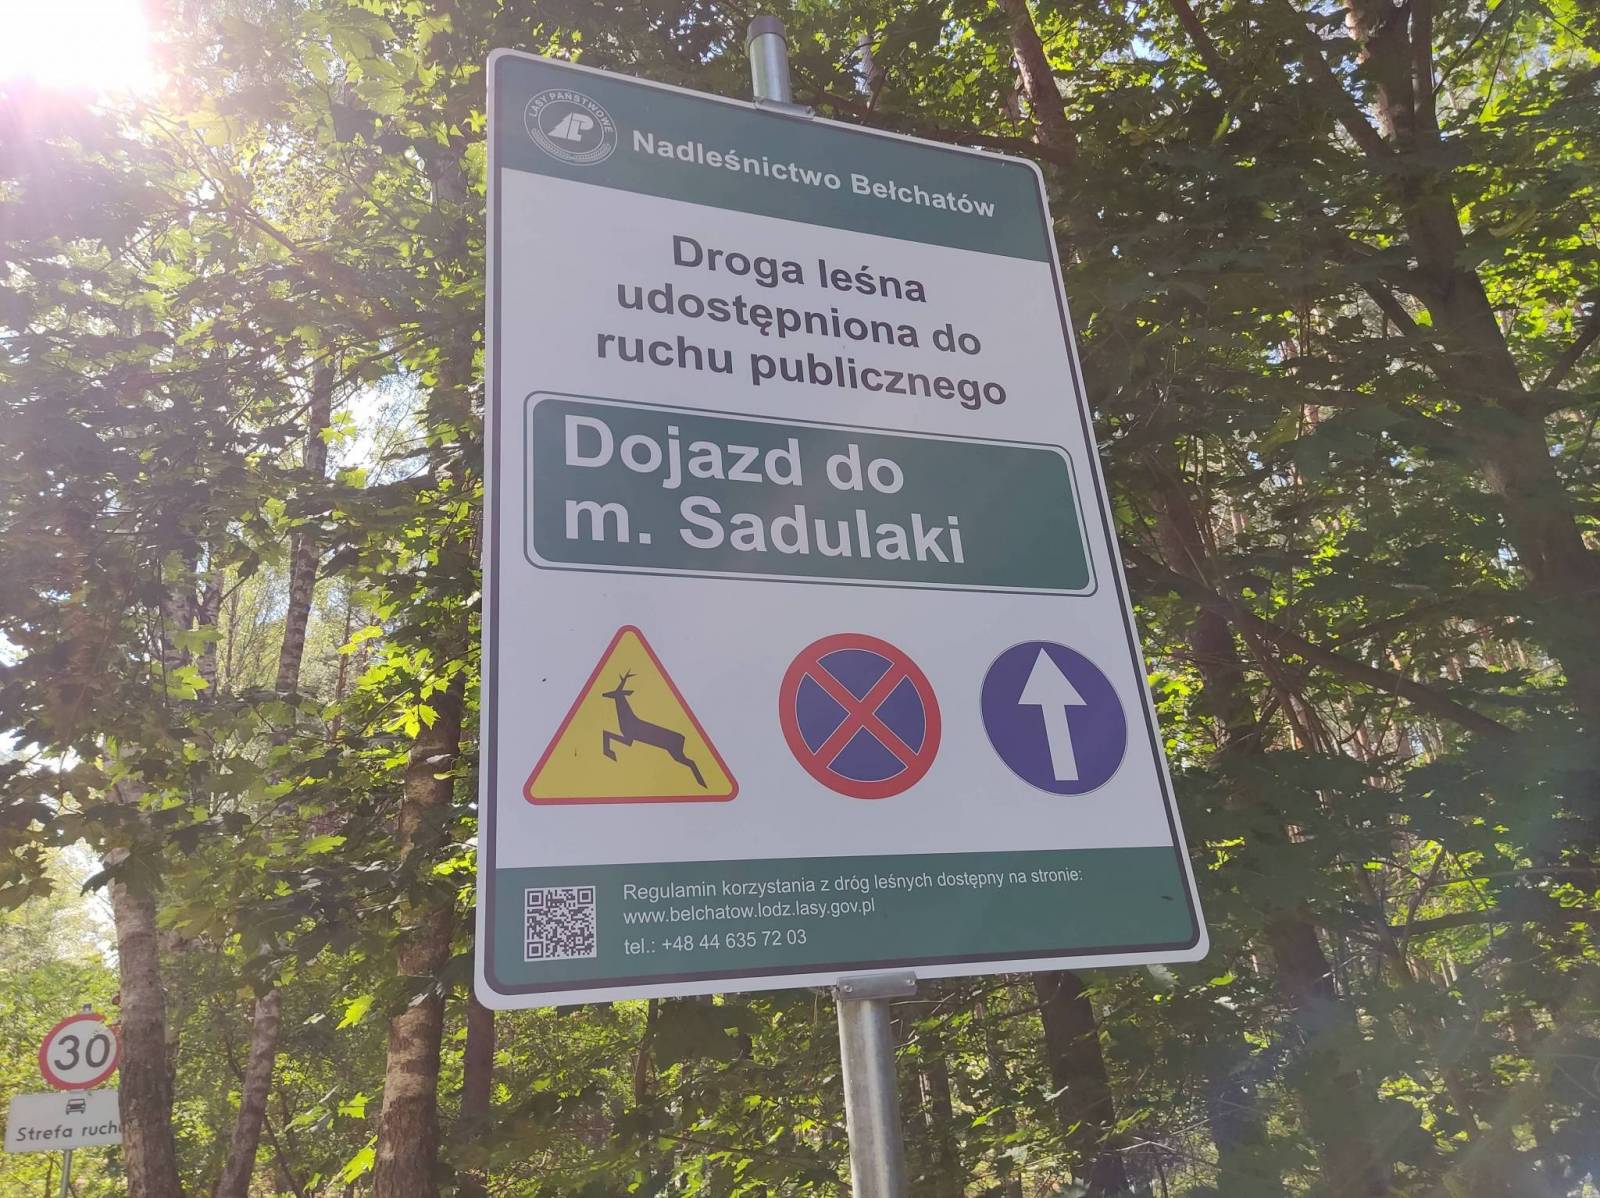 LASY PAŃSTWOWE
Nadleśnictwo Bełchatów
Droga leśna
udostępniona do
ruchu publicznego
Dojazd do
m. Sadulaki
Regulamin korzystania z dróg leśnych dostępny na stronie:
www.belchatow.lodz.lasy.gov.pl
tel.: +48 44 635 72 03
30
Strefa ruchu